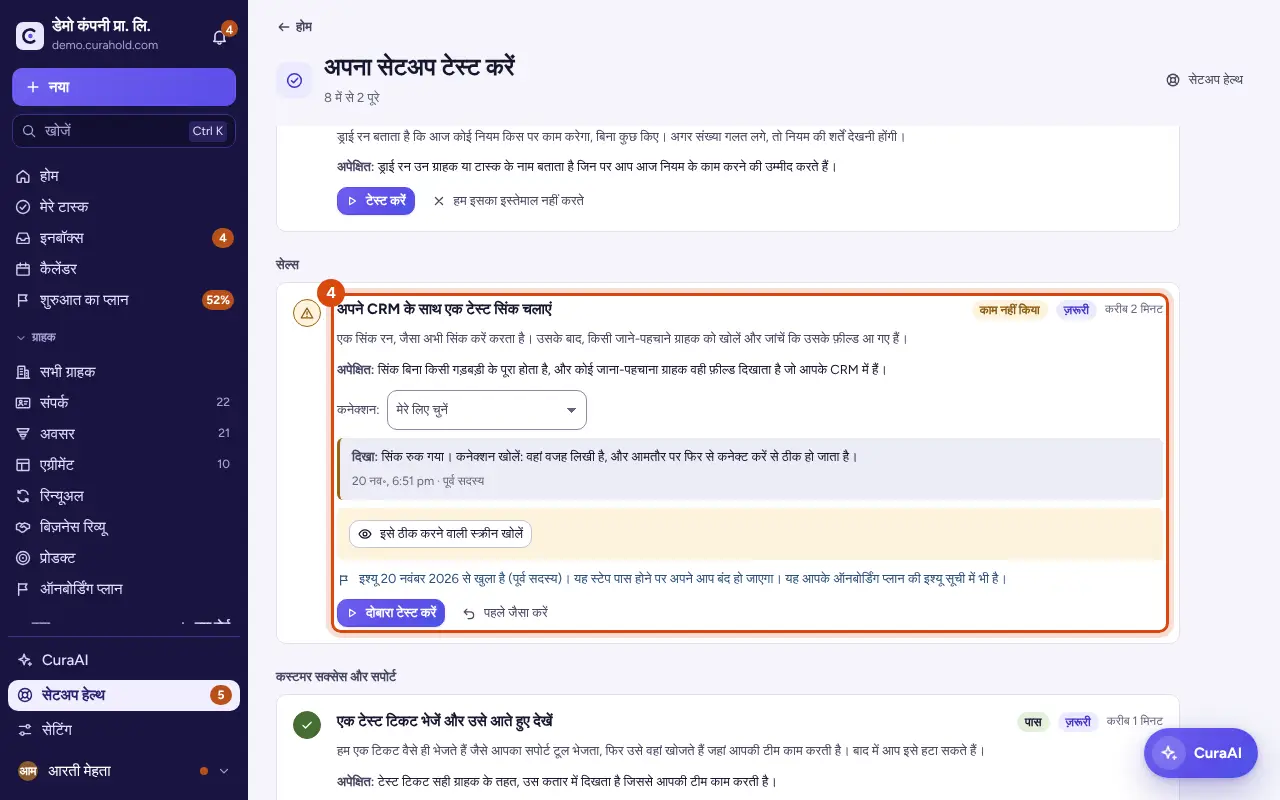 डेमो कंपनी प्रा. लि.
demo.curahold.com
4
+ नया
खोजें Ctrl K
होम
मेरे टास्क
इनबॉक्स 4
कैलेंडर
शुरुआत का प्लान 52%
ग्राहक
सभी ग्राहक
संपर्क 22
अवसर 21
एग्रीमेंट 10
रिन्यूअल
बिज़नेस रिव्यू
प्रोडक्ट
ऑनबोर्डिंग प्लान
CuraAI
सेटअप हेल्थ 5
सेटिंग
आम आरती मेहता
← होम
अपना सेटअप टेस्ट करें
8 में से 2 पूरे
सेटअप हेल्थ
ड्राई रन बताता है कि आज कोई नियम किस पर काम करेगा, बिना कुछ किए। अगर संख्या गलत लगे, तो नियम की शर्तें देखनी होंगी।
अपेक्षित: ड्राई रन उन ग्राहक या टास्क के नाम बताता है जिन पर आप आज नियम के काम करने की उम्मीद करते हैं।
टेस्ट करें
हम इसका इस्तेमाल नहीं करते
सेल्स
4
अपने CRM के साथ एक टेस्ट सिंक चलाएं
काम नहीं किया ज़रूरी करीब 2 मिनट
एक सिंक रन, जैसा अभी सिंक करें करता है। उसके बाद, किसी जाने-पहचाने ग्राहक को खोलें और जांचें कि उसके फ़ील्ड आ गए हैं।
अपेक्षित: सिंक बिना किसी गड़बड़ी के पूरा होता है, और कोई जाना-पहचाना ग्राहक वही फ़ील्ड दिखाता है जो आपके CRM में हैं।
कनेक्शन: मेरे लिए चुनें
दिखा: सिंक रुक गया। कनेक्शन खोलें: वहां वजह लिखी है, और आमतौर पर फिर से कनेक्ट करें से ठीक हो जाता है।
20 नव॰, 6:51 pm · पूर्व सदस्य
इसे ठीक करने वाली स्क्रीन खोलें
इश्यू 20 नवंबर 2026 से खुला है (पूर्व सदस्य)। यह स्टेप पास होने पर अपने आप बंद हो जाएगा। यह आपके ऑनबोर्डिंग प्लान की इश्यू सूची में भी है।
दोबारा टेस्ट करें
पहले जैसा करें
कस्टमर सक्सेस और सपोर्ट
एक टेस्ट टिकट भेजें और उसे आते हुए देखें
पास ज़रूरी करीब 1 मिनट
हम एक टिकट वैसे ही भेजते हैं जैसे आपका सपोर्ट टूल भेजता, फिर उसे वहां खोजते हैं जहां आपकी टीम काम करती है। बाद में आप इसे हटा सकते हैं।
अपेक्षित: टेस्ट टिकट सही ग्राहक के तहत, उस कतार में दिखता है जिससे आपकी टीम काम करती है।
CuraAI